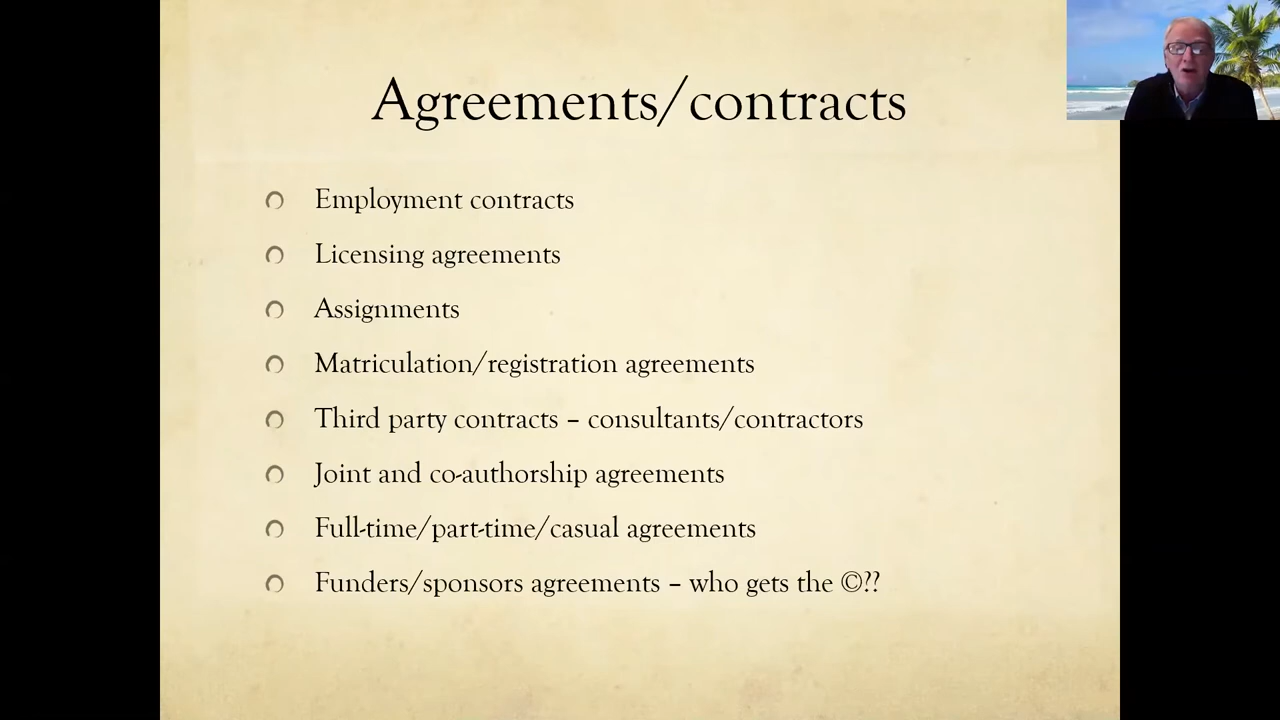 Agreements/contracts
Employment contracts
Licensing agreements
Assignments
Matriculation/registration agreements
Third party contracts – consultants/contractors
Joint and co-authorship agreements
Full-time/part-time/casual agreements
Funders/sponsors agreements – who gets the ©??